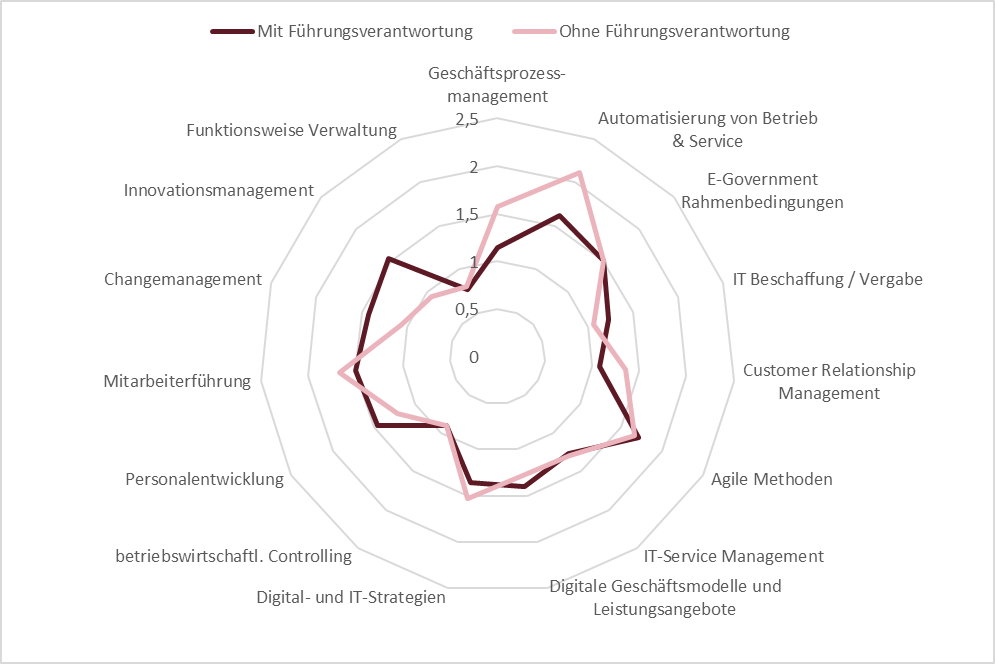 Mit Führungsverantwortung
Ohne Führungsverantwortung
Geschäftsprozess-
management
Automatisierung von Betrieb
& Service
E-Government
Rahmenbedingungen
IT Beschaffung / Vergabe
Customer Relationship
Management
Agile Methoden
IT-Service Management
Digitale Geschäftsmodelle und
Leistungsangebote
Digital- und IT-Strategien
betriebswirtschaftl. Controlling
Personalentwicklung
Mitarbeiterführung
Changemanagement
Innovationsmanagement
Funktionsweise Verwaltung
2,5
2
1,5
1
0,5
0